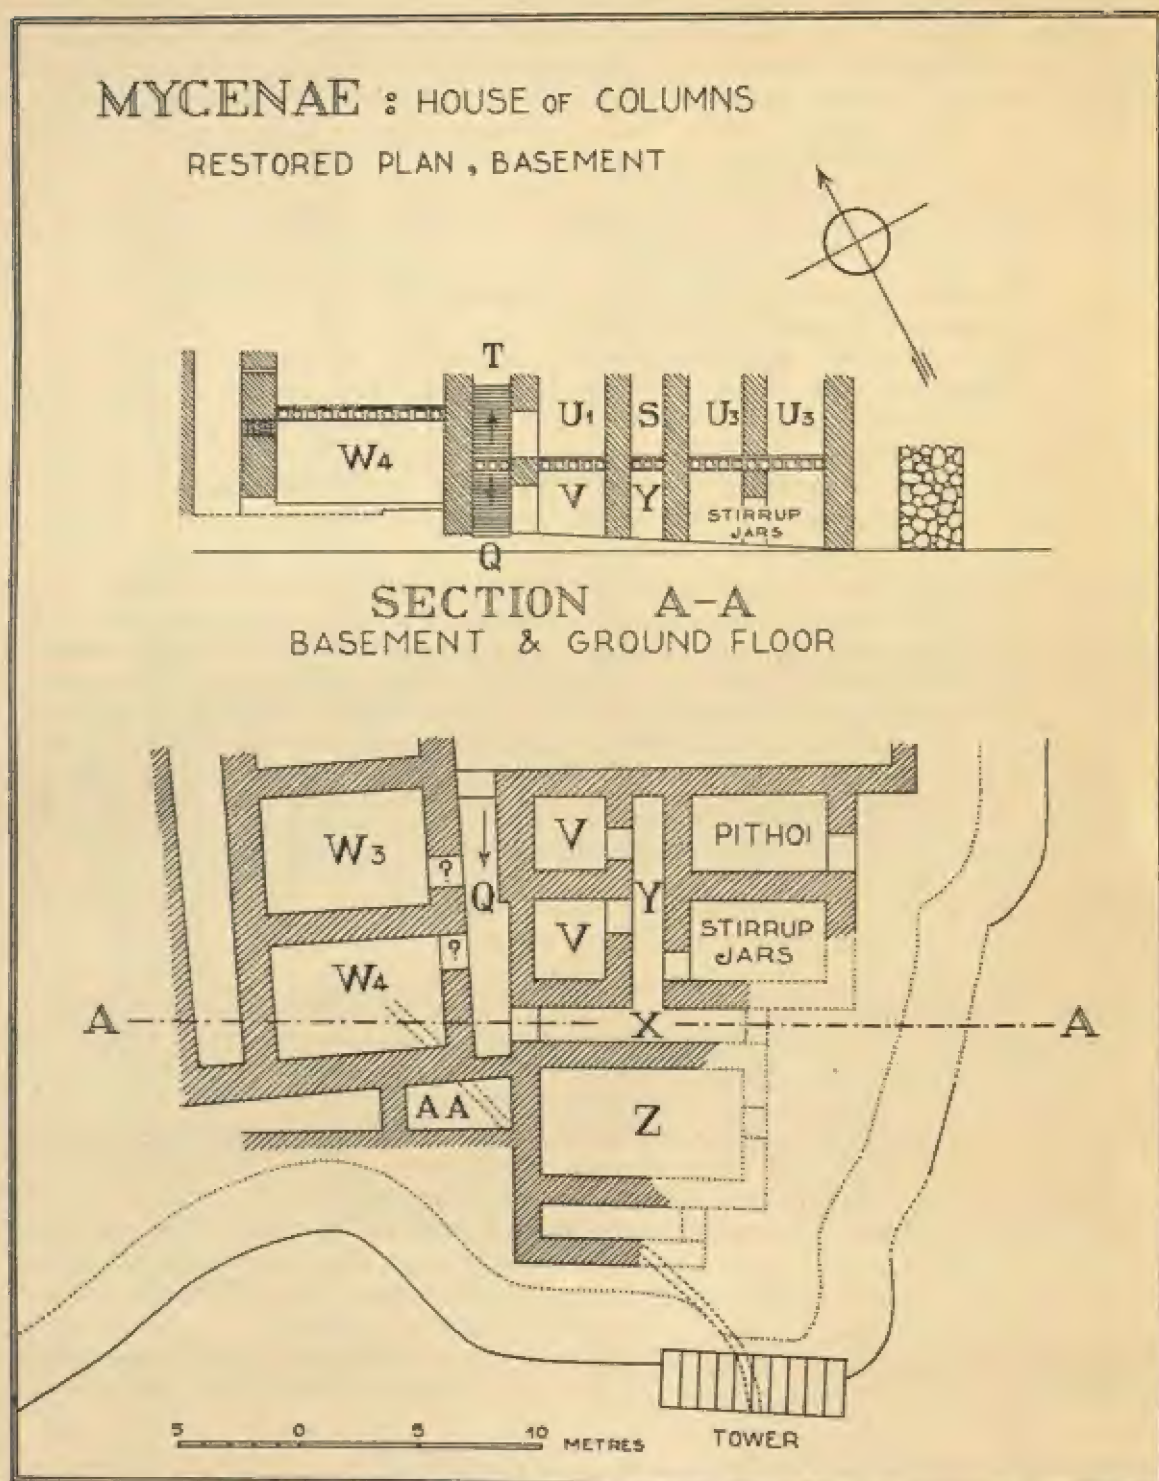 MYCENAE : HOUSE OF COLUMNS
RESTORED PLAN, BASEMENT
T
U1 S U3 U3
W4
V Y STIRRUP
JARS
Q
SECTION A-A
BASEMENT & GROUND FLOOR
V PITHOI
W3
?
Q Y
V STIRRUP
JARS
?
W4
A X A
AA Z
5 0 5 10 METRES
TOWER